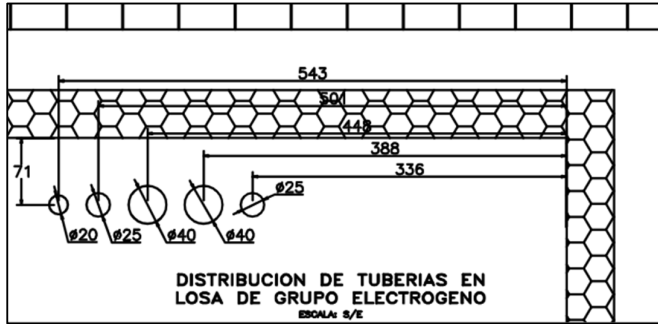 543
501
448
388
336
71
ø25
ø20 ø25 ø40 ø40
DISTRIBUCION DE TUBERIAS EN
LOSA DE GRUPO ELECTROGENO
ESCALA: S/E